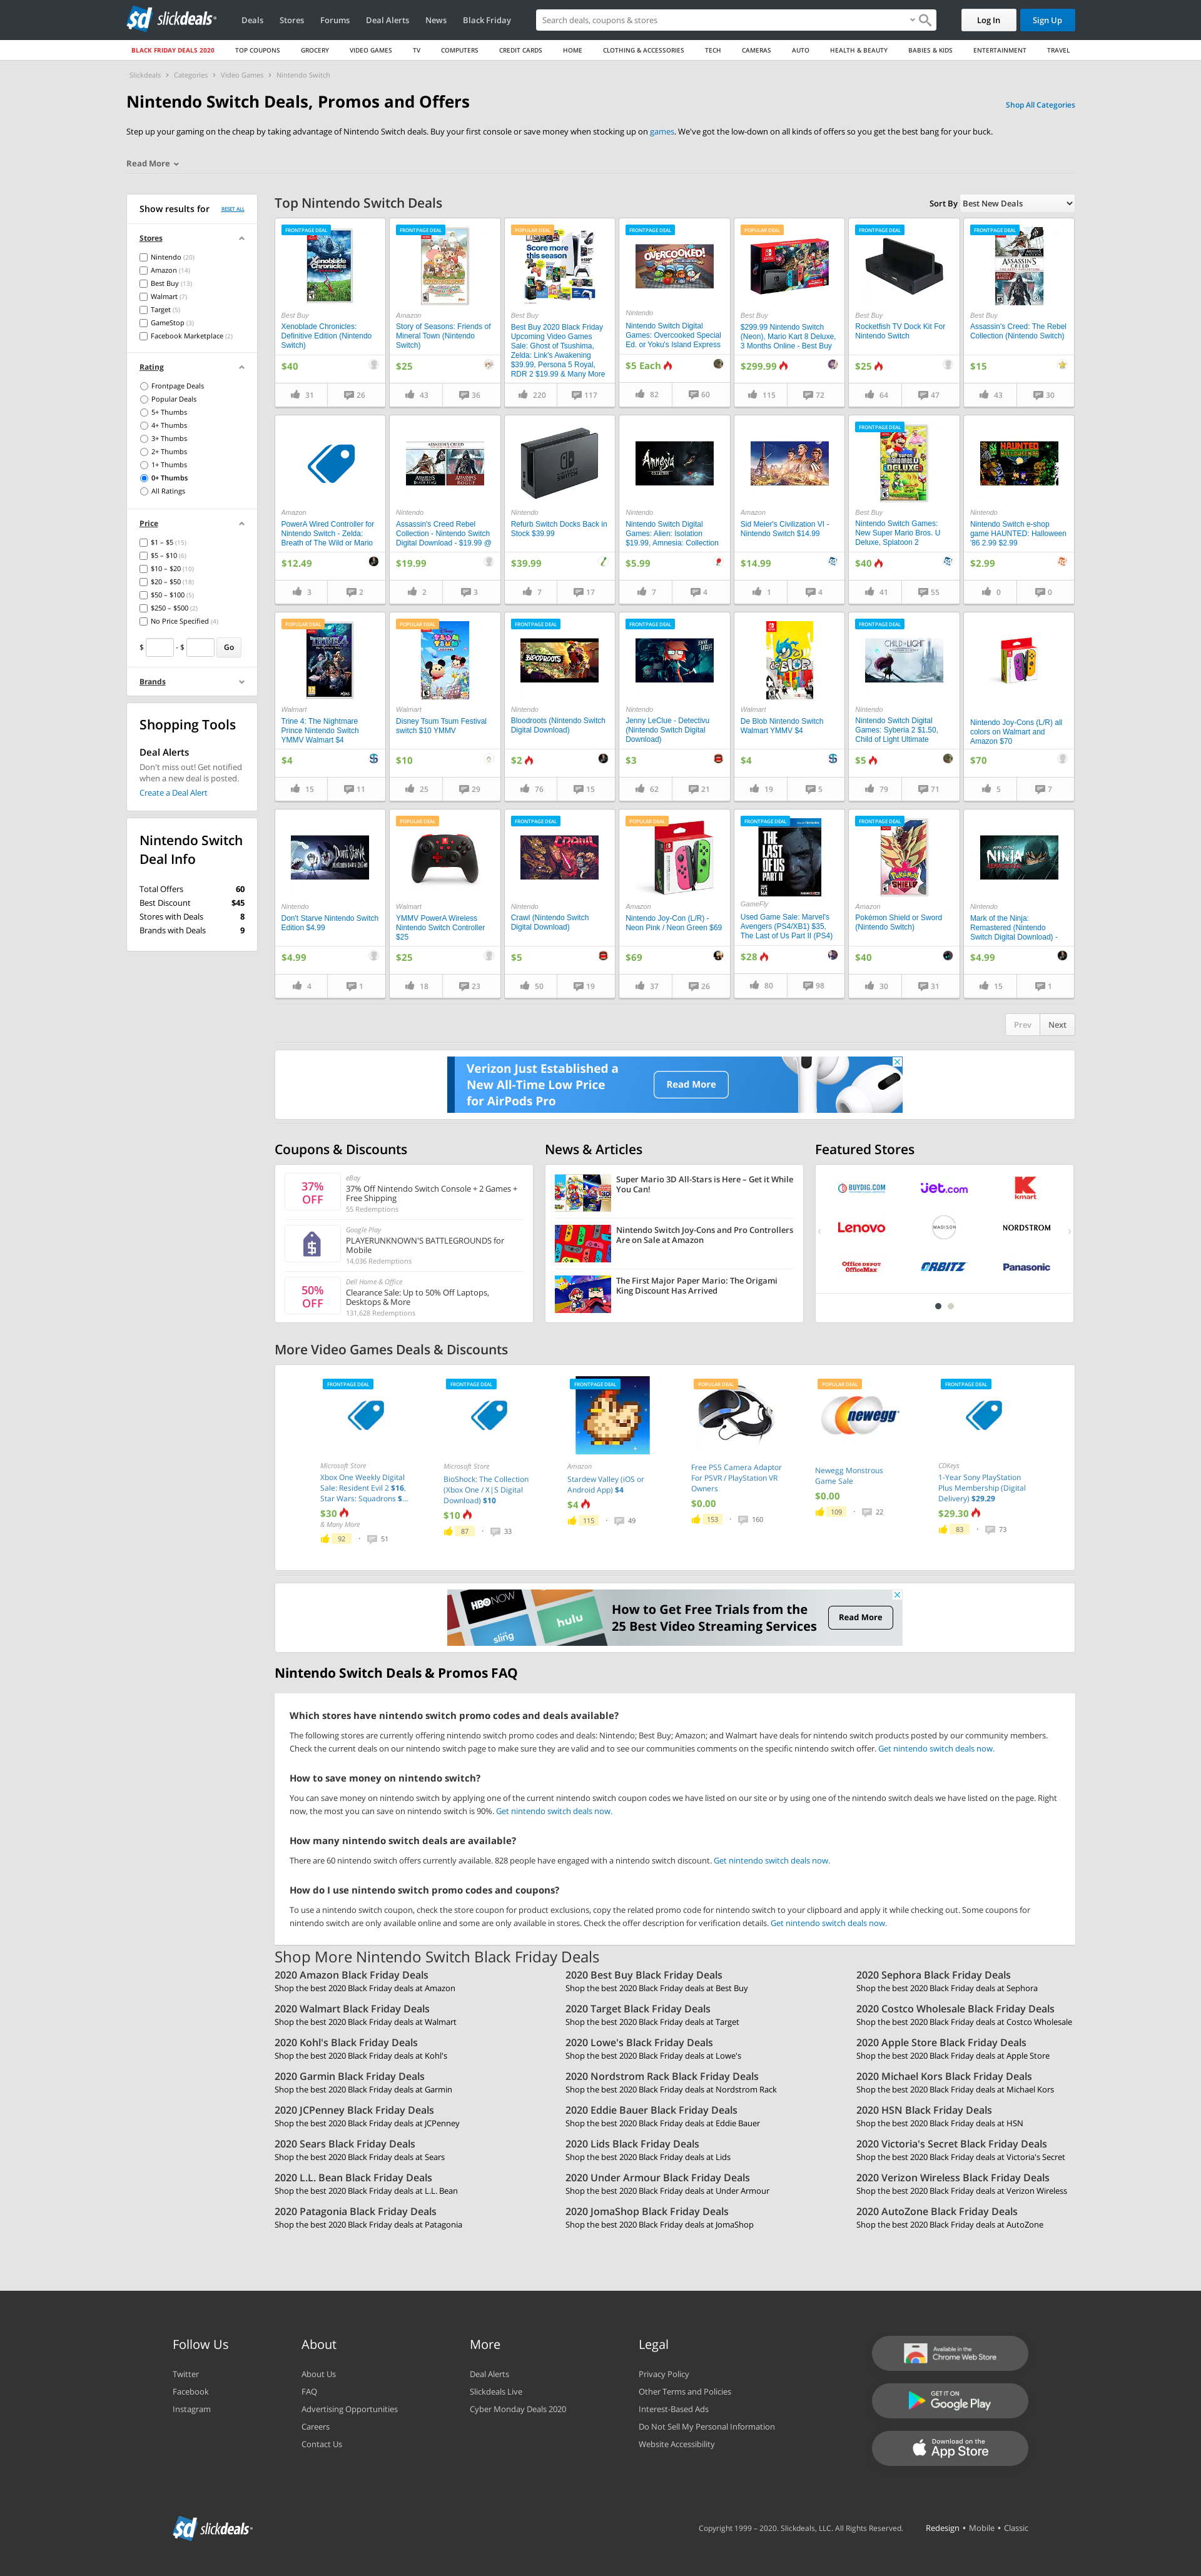 sd slickdeals
Deals Stores Forums Deal Alerts News Black Friday
Search deals, coupons & stores
Log In Sign Up
BLACK FRIDAY DEALS 2020 TOP COUPONS GROCERY VIDEO GAMES TV COMPUTERS CREDIT CARDS HOME CLOTHING & ACCESSORIES TECH CAMERAS AUTO HEALTH & BEAUTY BABIES & KIDS ENTERTAINMENT TRAVEL
Slickdeals > Categories > Video Games > Nintendo Switch
Nintendo Switch Deals, Promos and Offers
Shop All Categories
Step up your gaming on the cheap by taking advantage of Nintendo Switch deals. Buy your first console or save money when stocking up on games. We've got the low-down on all kinds of offers so you get the best bang for your buck.
Read More
Show results for RESET ALL
Stores
Nintendo (20)
Amazon (14)
Best Buy (13)
Walmart (7)
Target (5)
GameStop (3)
Facebook Marketplace (2)
Rating
Frontpage Deals
Popular Deals
5+ Thumbs
4+ Thumbs
3+ Thumbs
2+ Thumbs
1+ Thumbs
0+ Thumbs
All Ratings
Price
$1 – $5 (15)
$5 – $10 (6)
$10 – $20 (10)
$20 – $50 (18)
$50 – $100 (5)
$250 – $500 (2)
No Price Specified (4)
$ - $ Go
Brands
Shopping Tools
Deal Alerts
Don't miss out! Get notified
when a new deal is posted.
Create a Deal Alert
Nintendo Switch
Deal Info
Total Offers 60
Best Discount $45
Stores with Deals 8
Brands with Deals 9
Top Nintendo Switch Deals
Sort By Best New Deals
FRONTPAGE DEAL
Best Buy
Xenoblade Chronicles:
Definitive Edition (Nintendo
Switch)
$40
31 26
FRONTPAGE DEAL
Amazon
Story of Seasons: Friends of
Mineral Town (Nintendo
Switch)
$25
43 36
POPULAR DEAL
Score more
this season
Best Buy
Best Buy 2020 Black Friday
Upcoming Video Games
Sale: Ghost of Tsushima,
Zelda: Link's Awakening
$39.99, Persona 5 Royal,
RDR 2 $19.99 & Many More
220 117
FRONTPAGE DEAL
OVERCOOKED!
Nintendo
Nintendo Switch Digital
Games: Overcooked Special
Ed. or Yoku's Island Express
$5 Each
82 60
POPULAR DEAL
Best Buy
$299.99 Nintendo Switch
(Neon), Mario Kart 8 Deluxe,
3 Months Online - Best Buy
$299.99
115 72
FRONTPAGE DEAL
Best Buy
Rocketfish TV Dock Kit For
Nintendo Switch
$25
64 47
FRONTPAGE DEAL
ASSASSIN'S
Best Buy
Assassin's Creed: The Rebel
Collection (Nintendo Switch)
$15
43 30
Amazon
PowerA Wired Controller for
Nintendo Switch - Zelda:
Breath of The Wild or Mario
$12.49
3 2
Nintendo
Assassin's Creed Rebel
Collection - Nintendo Switch
Digital Download - $19.99 @
$19.99
2 3
Nintendo
Refurb Switch Docks Back in
Stock $39.99
$39.99
7 17
Amnesia
Nintendo
Nintendo Switch Digital
Games: Alien: Isolation
$19.99, Amnesia: Collection
$5.99
7 4
Amazon
Sid Meier's Civilization VI -
Nintendo Switch $14.99
$14.99
1 4
FRONTPAGE DEAL
Best Buy
Nintendo Switch Games:
New Super Mario Bros. U
Deluxe, Splatoon 2
$40
41 55
HAUNTED
Nintendo
Nintendo Switch e-shop
game HAUNTED: Halloween
'86 2.99 $2.99
$2.99
0 0
POPULAR DEAL
Walmart
Trine 4: The Nightmare
Prince Nintendo Switch
YMMV Walmart $4
$4
15 11
POPULAR DEAL
Walmart
Disney Tsum Tsum Festival
switch $10 YMMV
$10
25 29
FRONTPAGE DEAL
BLOODROOTS
Nintendo
Bloodroots (Nintendo Switch
Digital Download)
$2
76 15
FRONTPAGE DEAL
Nintendo
Jenny LeClue - Detectivu
(Nintendo Switch Digital
Download)
$3
62 21
Walmart
De Blob Nintendo Switch
Walmart YMMV $4
$4
19 5
FRONTPAGE DEAL
CHILD of LIGHT
Nintendo
Nintendo Switch Digital
Games: Syberia 2 $1.50,
Child of Light Ultimate
$5
79 71
Nintendo Joy-Cons (L/R) all
colors on Walmart and
Amazon $70
$70
5 7
Don't Starve
Nintendo
Don't Starve Nintendo Switch
Edition $4.99
$4.99
4 1
POPULAR DEAL
Walmart
YMMV PowerA Wireless
Nintendo Switch Controller
$25
$25
18 23
FRONTPAGE DEAL
CRAWL
Nintendo
Crawl (Nintendo Switch
Digital Download)
$5
50 19
POPULAR DEAL
Amazon
Nintendo Joy-Con (L/R) -
Neon Pink / Neon Green $69
$69
37 26
FRONTPAGE DEAL
THE
LAST
OF US
PART II
GameFly
Used Game Sale: Marvel's
Avengers (PS4/XB1) $35,
The Last of Us Part II (PS4)
$28
80 98
FRONTPAGE DEAL
Amazon
Pokémon Shield or Sword
(Nintendo Switch)
$40
30 31
NINJA
Nintendo
Mark of the Ninja:
Remastered (Nintendo
Switch Digital Download) -
$4.99
15 1
Prev Next
Verizon Just Established a
New All-Time Low Price
for AirPods Pro
Read More
Coupons & Discounts
37%
OFF
eBay
37% Off Nintendo Switch Console + 2 Games +
Free Shipping
55 Redemptions
Google Play
PLAYERUNKNOWN'S BATTLEGROUNDS for
Mobile
14,036 Redemptions
50%
OFF
Dell Home & Office
Clearance Sale: Up to 50% Off Laptops,
Desktops & More
131,628 Redemptions
News & Articles
Super Mario 3D All-Stars is Here – Get it While
You Can!
Nintendo Switch Joy-Cons and Pro Controllers
Are on Sale at Amazon
The First Major Paper Mario: The Origami
King Discount Has Arrived
Featured Stores
BUYDIG.COM jet.com kmart
Lenovo MADISON NORDSTROM
Office DEPOT
OfficeMax ORBITZ Panasonic
More Video Games Deals & Discounts
FRONTPAGE DEAL
Microsoft Store
Xbox One Weekly Digital
Sale: Resident Evil 2 $16,
Star Wars: Squadrons $...
$30
& Many More
92 · 51
FRONTPAGE DEAL
Microsoft Store
BioShock: The Collection
(Xbox One / X|S Digital
Download) $10
$10
87 · 33
FRONTPAGE DEAL
Amazon
Stardew Valley (iOS or
Android App) $4
$4
115 · 49
POPULAR DEAL
Free PS5 Camera Adaptor
For PSVR / PlayStation VR
Owners
$0.00
153 · 160
POPULAR DEAL
newegg
Newegg Monstrous
Game Sale
$0.00
109 · 22
FRONTPAGE DEAL
CDKeys
1-Year Sony PlayStation
Plus Membership (Digital
Delivery) $29.29
$29.30
83 · 73
HBO NOW
sling
hulu
How to Get Free Trials from the
25 Best Video Streaming Services
Read More
Nintendo Switch Deals & Promos FAQ
Which stores have nintendo switch promo codes and deals available?
The following stores are currently offering nintendo switch promo codes and deals: Nintendo; Best Buy; Amazon; and Walmart have deals for nintendo switch products posted by our community members.
Check the current deals on our nintendo switch page to make sure they are valid and to see our communities comments on the specific nintendo switch offer. Get nintendo switch deals now.
How to save money on nintendo switch?
You can save money on nintendo switch by applying one of the current nintendo switch coupon codes we have listed on our site or by using one of the nintendo switch deals we have listed on the page. Right
now, the most you can save on nintendo switch is 90%. Get nintendo switch deals now.
How many nintendo switch deals are available?
There are 60 nintendo switch offers currently available. 828 people have engaged with a nintendo switch discount. Get nintendo switch deals now.
How do I use nintendo switch promo codes and coupons?
To use a nintendo switch coupon, check the store coupon for product exclusions, copy the related promo code for nintendo switch to your clipboard and apply it while checking out. Some coupons for
nintendo switch are only available online and some are only available in stores. Check the offer description for verification details. Get nintendo switch deals now.
Shop More Nintendo Switch Black Friday Deals
2020 Amazon Black Friday Deals
Shop the best 2020 Black Friday deals at Amazon
2020 Best Buy Black Friday Deals
Shop the best 2020 Black Friday deals at Best Buy
2020 Sephora Black Friday Deals
Shop the best 2020 Black Friday deals at Sephora
2020 Walmart Black Friday Deals
Shop the best 2020 Black Friday deals at Walmart
2020 Target Black Friday Deals
Shop the best 2020 Black Friday deals at Target
2020 Costco Wholesale Black Friday Deals
Shop the best 2020 Black Friday deals at Costco Wholesale
2020 Kohl's Black Friday Deals
Shop the best 2020 Black Friday deals at Kohl's
2020 Lowe's Black Friday Deals
Shop the best 2020 Black Friday deals at Lowe's
2020 Apple Store Black Friday Deals
Shop the best 2020 Black Friday deals at Apple Store
2020 Garmin Black Friday Deals
Shop the best 2020 Black Friday deals at Garmin
2020 Nordstrom Rack Black Friday Deals
Shop the best 2020 Black Friday deals at Nordstrom Rack
2020 Michael Kors Black Friday Deals
Shop the best 2020 Black Friday deals at Michael Kors
2020 JCPenney Black Friday Deals
Shop the best 2020 Black Friday deals at JCPenney
2020 Eddie Bauer Black Friday Deals
Shop the best 2020 Black Friday deals at Eddie Bauer
2020 HSN Black Friday Deals
Shop the best 2020 Black Friday deals at HSN
2020 Sears Black Friday Deals
Shop the best 2020 Black Friday deals at Sears
2020 Lids Black Friday Deals
Shop the best 2020 Black Friday deals at Lids
2020 Victoria's Secret Black Friday Deals
Shop the best 2020 Black Friday deals at Victoria's Secret
2020 L.L. Bean Black Friday Deals
Shop the best 2020 Black Friday deals at L.L. Bean
2020 Under Armour Black Friday Deals
Shop the best 2020 Black Friday deals at Under Armour
2020 Verizon Wireless Black Friday Deals
Shop the best 2020 Black Friday deals at Verizon Wireless
2020 Patagonia Black Friday Deals
Shop the best 2020 Black Friday deals at Patagonia
2020 JomaShop Black Friday Deals
Shop the best 2020 Black Friday deals at JomaShop
2020 AutoZone Black Friday Deals
Shop the best 2020 Black Friday deals at AutoZone
Follow Us
Twitter
Facebook
Instagram
About
About Us
FAQ
Advertising Opportunities
Careers
Contact Us
More
Deal Alerts
Slickdeals Live
Cyber Monday Deals 2020
Legal
Privacy Policy
Other Terms and Policies
Interest-Based Ads
Do Not Sell My Personal Information
Website Accessibility
Available in the
Chrome Web Store
GET IT ON
Google Play
Download on the
App Store
sd slickdeals
Copyright 1999 – 2020. Slickdeals, LLC. All Rights Reserved. Redesign • Mobile • Classic